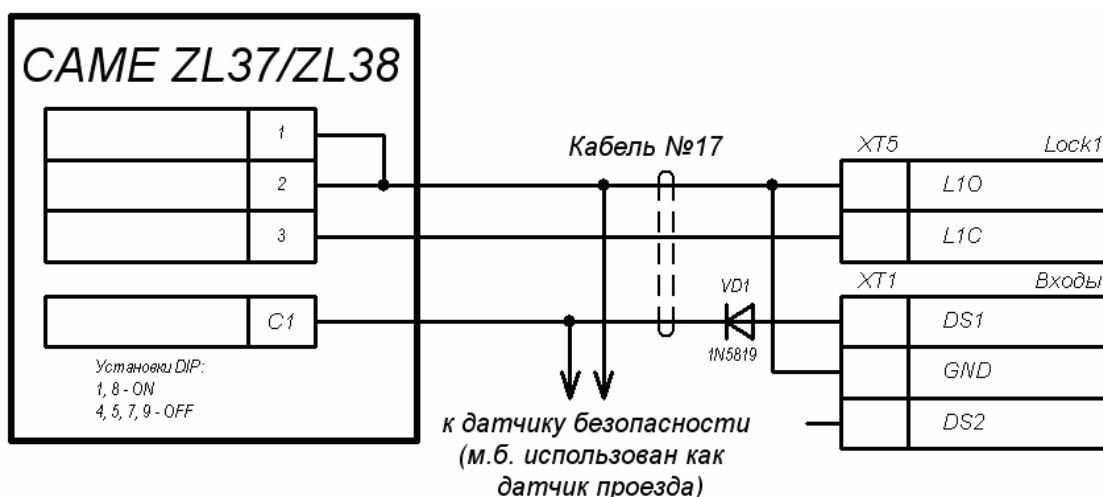 CAME ZL37/ZL38
1
2
3
C1
Установки DIP:
1, 8 - ON
4, 5, 7, 9 - OFF
Кабель №17
VD1
1N5819
к датчику безопасности
(м.б. использован как
датчик проезда)
XT5 Lock1
L1O
L1C
XT1 Входы
DS1
GND
DS2